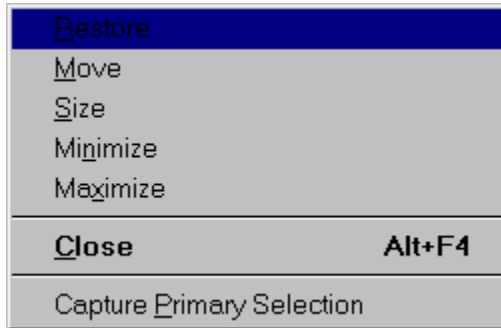 Restore
Move
Size
Minimize
Maximize
Close Alt+F4
Capture Primary Selection